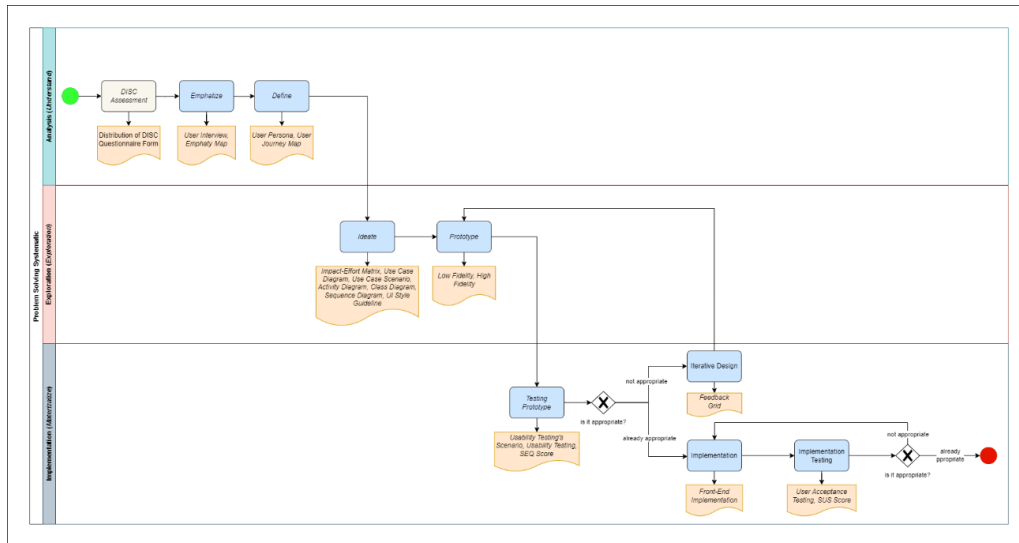 Problem Solving Systematic
Analysis (Understand)
DISC
Assessment
Emphatize
Define
Distribution of DISC
Questionnaire Form
User Interview,
Emphaty Map
User Persona, User
Journey Map
Exploration (Exploration)
Ideate
Prototype
Impact-Effort Matrix, Use Case
Diagram, Use Case Scenario,
Activity Diagram, Class Diagram,
Sequence Diagram, UI Style
Guideline
Low Fidelity, High
Fidelity
Implementation (Materialize)
Testing
Prototype
is it appropriate?
not appropriate
already appropriate
Usability Testing's
Scenario, Usability Testing,
SEQ Score
Iterative Design
Feedback
Grid
Implementation
Implementation
Testing
not appropriate
already
ppropriate
is it appropriate?
Front-End
Implementation
User Acceptance
Testing, SUS Score